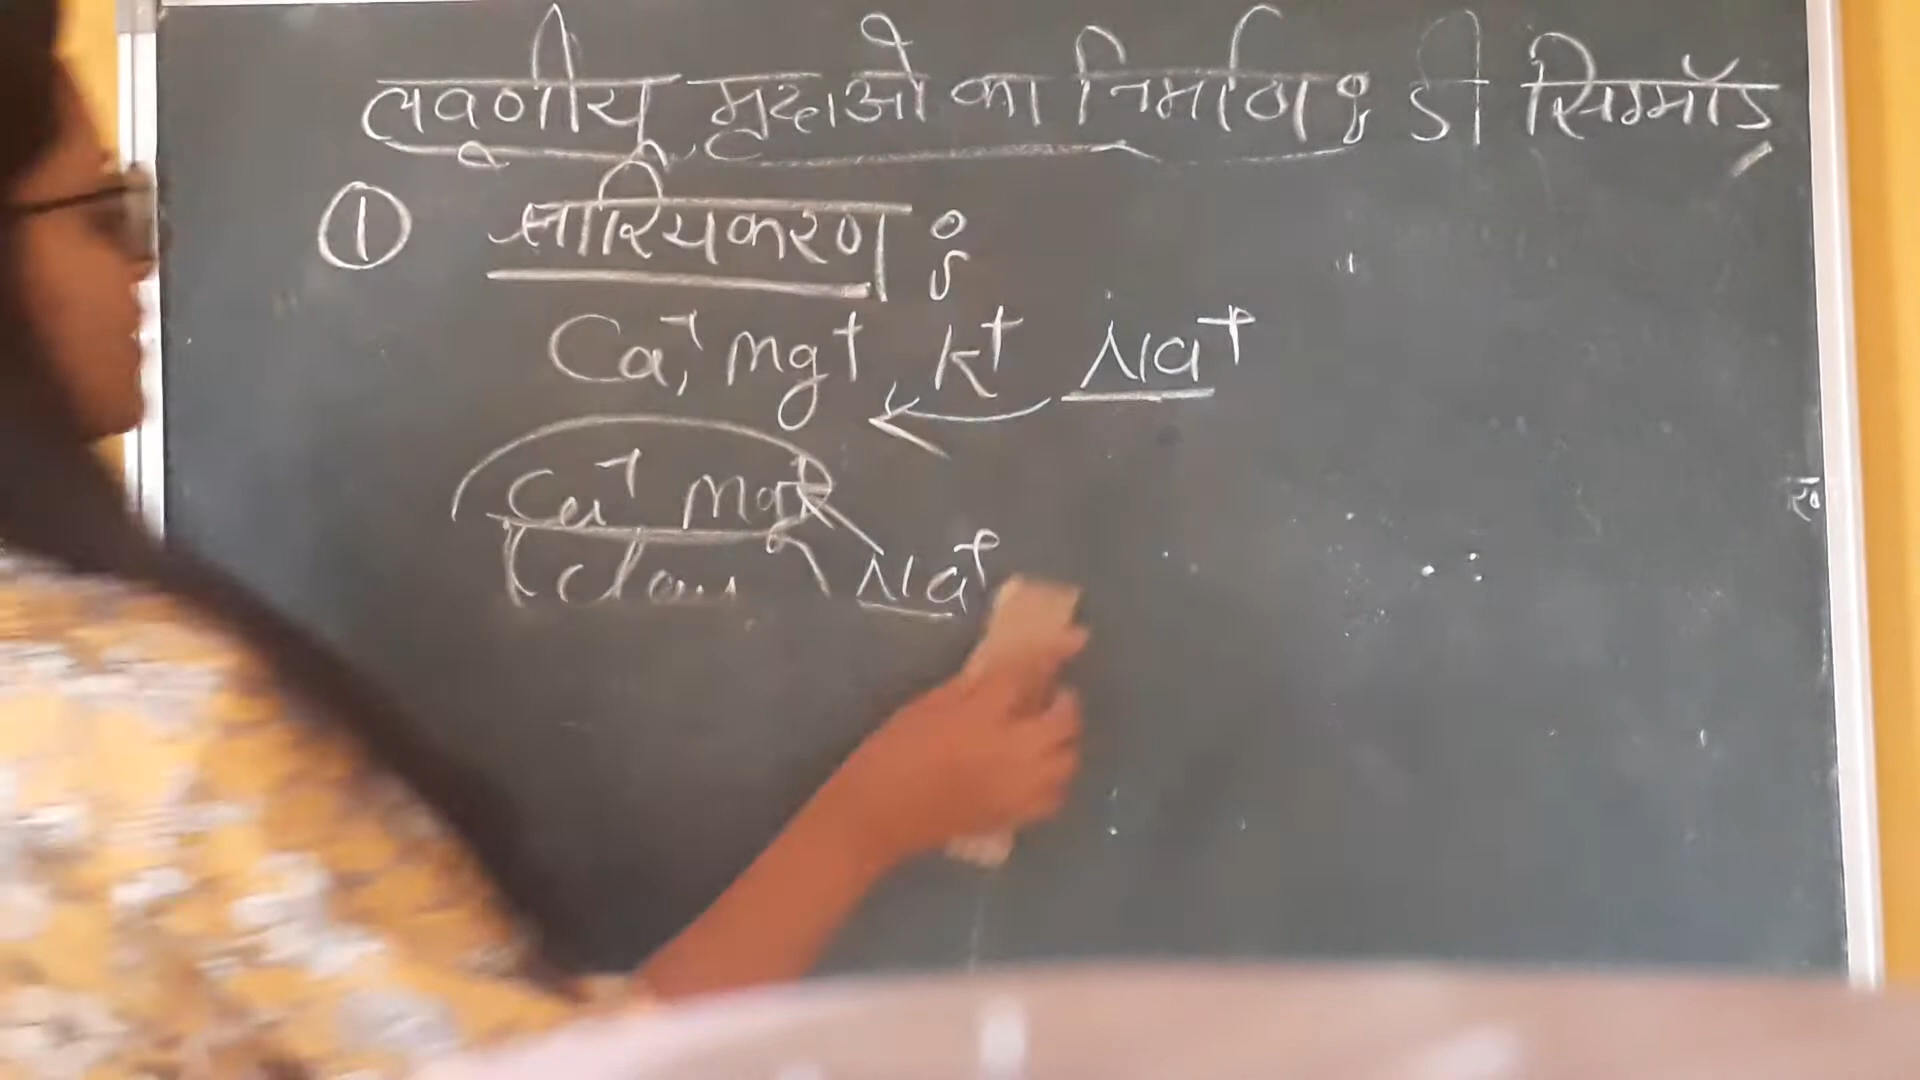 लवणीय मृदाओ का निर्माण : डी सिग्मॉड
① क्षारियकरण :
Ca⁺, Mg⁺ K⁺ Na⁺
Ca⁺ Mg⁺
Clay Na⁺